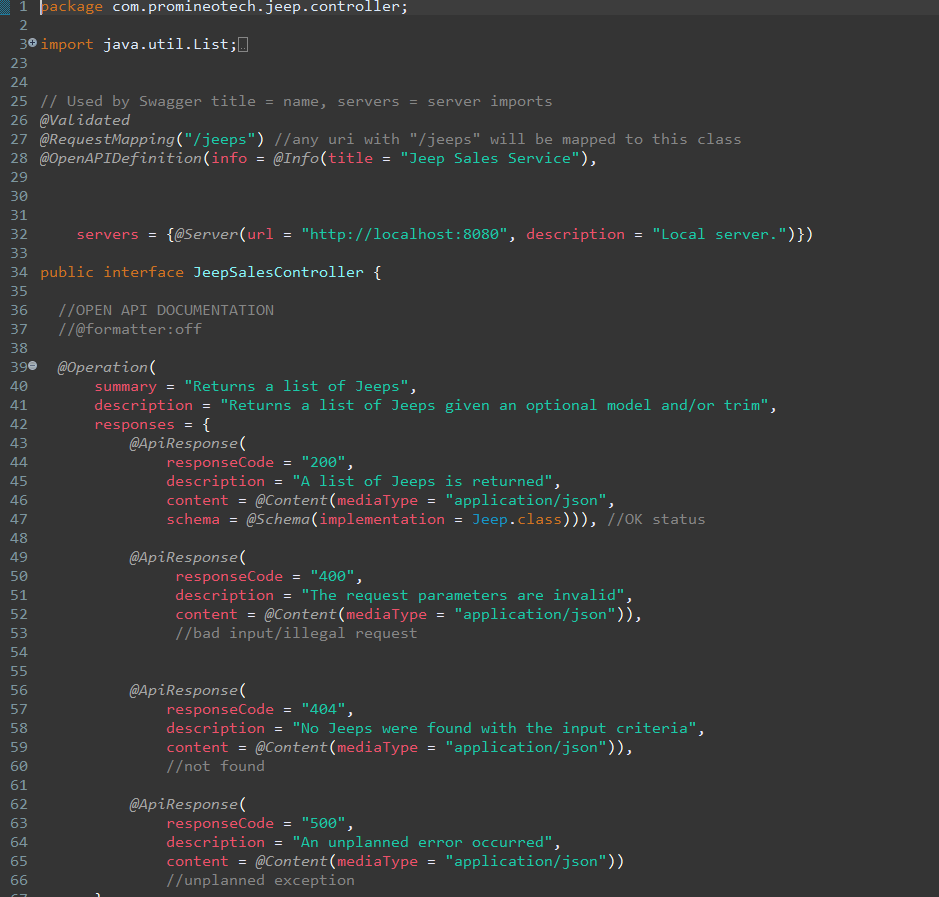 1 package com.promineotech.jeep.controller;
2
3 import java.util.List;
23
24
25 // Used by Swagger title = name, servers = server imports
26 @Validated
27 @RequestMapping("/jeeps") //any uri with "/jeeps" will be mapped to this class
28 @OpenAPIDefinition(info = @Info(title = "Jeep Sales Service"),
29
30
31
32     servers = {@Server(url = "http://localhost:8080", description = "Local server.")})
33
34 public interface JeepSalesController {
35
36   //OPEN API DOCUMENTATION
37   //@formatter:off
38
39   @Operation(
40       summary = "Returns a list of Jeeps",
41       description = "Returns a list of Jeeps given an optional model and/or trim",
42       responses = {
43           @ApiResponse(
44               responseCode = "200",
45               description = "A list of Jeeps is returned",
46               content = @Content(mediaType = "application/json",
47               schema = @Schema(implementation = Jeep.class))), //OK status
48
49           @ApiResponse(
50                responseCode = "400",
51                description = "The request parameters are invalid",
52                content = @Content(mediaType = "application/json")),
53                //bad input/illegal request
54
55
56           @ApiResponse(
57               responseCode = "404",
58               description = "No Jeeps were found with the input criteria",
59               content = @Content(mediaType = "application/json")),
60               //not found
61
62           @ApiResponse(
63               responseCode = "500",
64               description = "An unplanned error occurred",
65               content = @Content(mediaType = "application/json"))
66               //unplanned exception
67       }